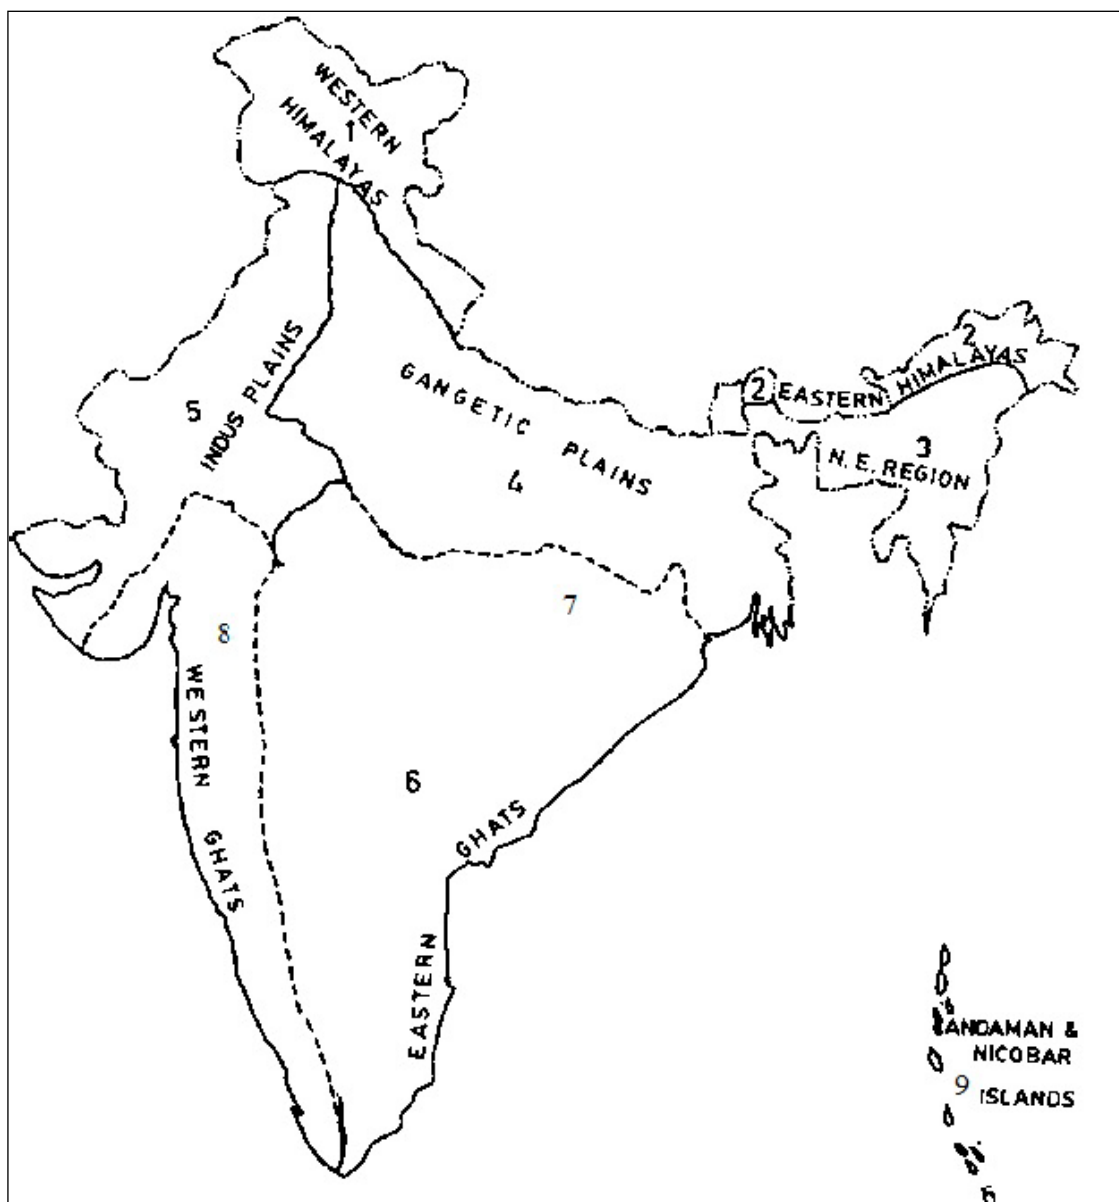 WESTERN
1
HIMALAYAS
2
2 EASTERN HIMALAYAS
3
N. E. REGION
GANGETIC PLAINS
4
5
INDUS PLAINS
7
8
WESTERN GHATS
6
EASTERN GHATS
ANDAMAN &
NICOBAR
9 ISLANDS